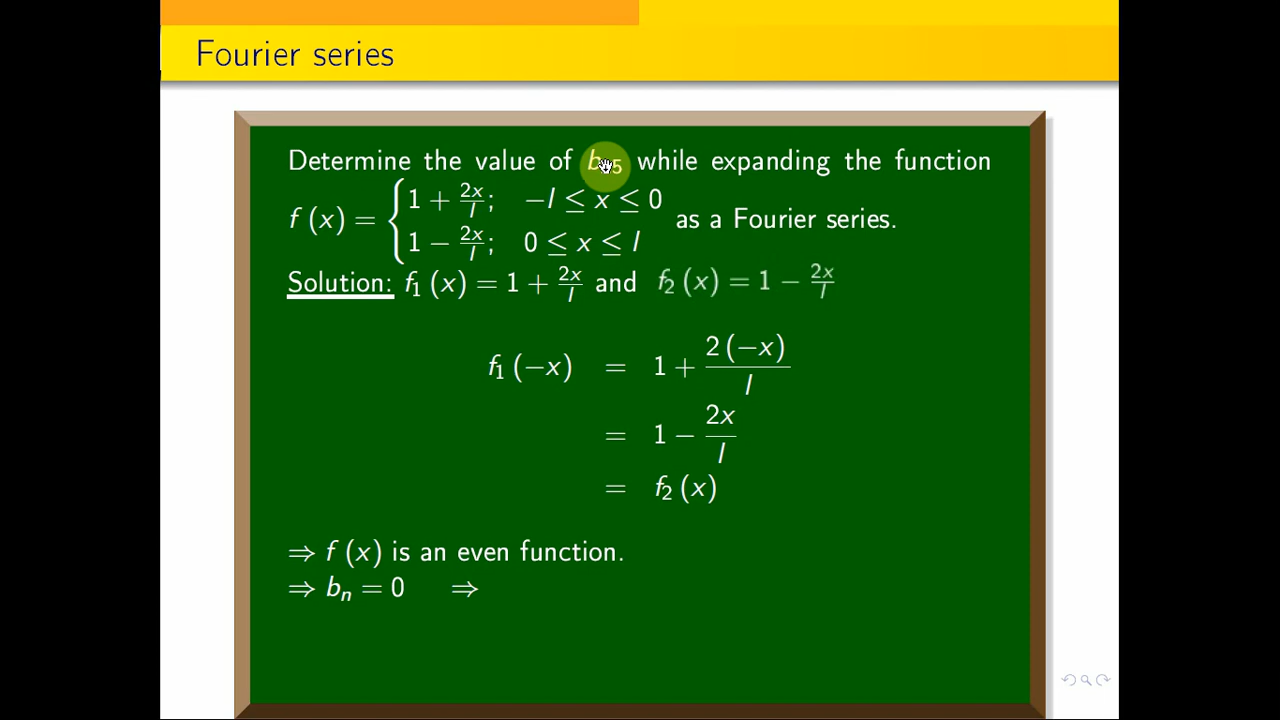 Fourier series
Determine the value of while expanding the function
f (x) = { 1 + 2x/l ; −l ≤ x ≤ 0
1 − 2x/l ; 0 ≤ x ≤ l as a Fourier series.
Solution: f₁ (x) = 1 + 2x/l and f₂ (x) = 1 − 2x/l
f₁ (−x) = 1 + 2 (−x)/l
= 1 − 2x/l
= f₂ (x)
⇒ f (x) is an even function.
⇒ bₙ = 0 ⇒